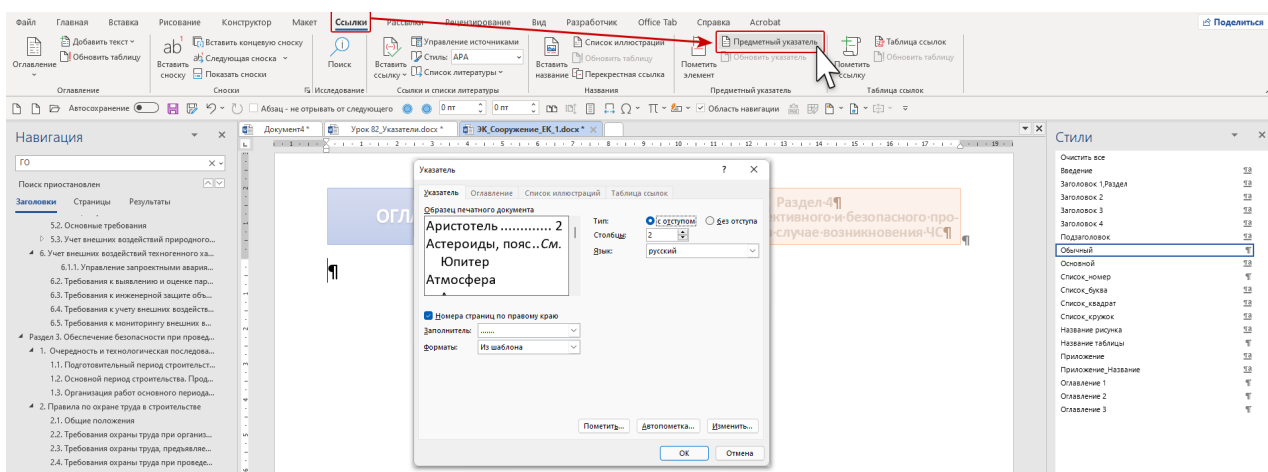 Файл Главная Вставка Рисование Конструктор Макет Ссылки Рассылки Рецензирование Вид Разработчик Office Tab Справка Acrobat Поделиться
Оглавление
Добавить текст
Обновить таблицу
Оглавление
ab1
Вставить сноску
Вставить концевую сноску
Следующая сноска
Показать сноски
Сноски
Поиск
Исследование
Вставить ссылку
Управление источниками
Стиль: APA
Список литературы
Ссылки и списки литературы
Вставить название
Список иллюстраций
Обновить таблицу
Перекрестная ссылка
Названия
Пометить элемент
Предметный указатель
Обновить указатель
Предметный указатель
Пометить ссылку
Таблица ссылок
Обновить таблицу
Таблица ссылок
Автосохранение Абзац - не отрывать от следующего 0 пт 0 пт Область навигации
Документ4 * Урок 82_Указатели.docx * ЭК_Сооружение_ЕК_1.docx *
Навигация
ГО
Поиск приостановлен
Заголовки Страницы Результаты
5.2. Основные требования
5.3. Учет внешних воздействий природного...
6. Учет внешних воздействий техногенного ха...
6.1.1. Управление запроектными авария...
6.2. Требования к выявлению и оценке пар...
6.3. Требования к инженерной защите объ...
6.4. Требования к учету внешних воздейств...
6.5. Требования к мониторингу внешних в...
Раздел 3. Обеспечение безопасности при провед...
1. Очередность и технологическая последова...
1.1. Подготовительный период строительст...
1.2. Основной период строительства. Прод...
1.3. Организация работ основного периода...
2. Правила по охране труда в строительстве
2.1. Общие положения
2.2. Требования охраны труда при организ...
2.3. Требования охраны труда, предъявляе...
2.4. Требования охраны труда при проведе...
ОГЛ
Раздел·4¶
ективного·и·безопасного·про-
случае·возникновения·ЧС¶
¶
¶
Указатель ? ×
Указатель Оглавление Список иллюстраций Таблица ссылок
Образец печатного документа
Аристотель ............. 2
Астероиды, пояс..См.
Юпитер
Атмосфера
Тип: с отступом без отступа
Столбцы: 2
Язык: русский
Номера страниц по правому краю
Заполнитель: .......
Форматы: Из шаблона
Пометить... Автопометка... Изменить...
ОК Отмена
Стили
Очистить все
Введение
Заголовок 1,Раздел
Заголовок 2
Заголовок 3
Заголовок 4
Подзаголовок
Обычный
Основной
Список_номер
Список_буква
Список_квадрат
Список_кружок
Название рисунка
Название таблицы
Приложение
Приложение_Название
Оглавление 1
Оглавление 2
Оглавление 3